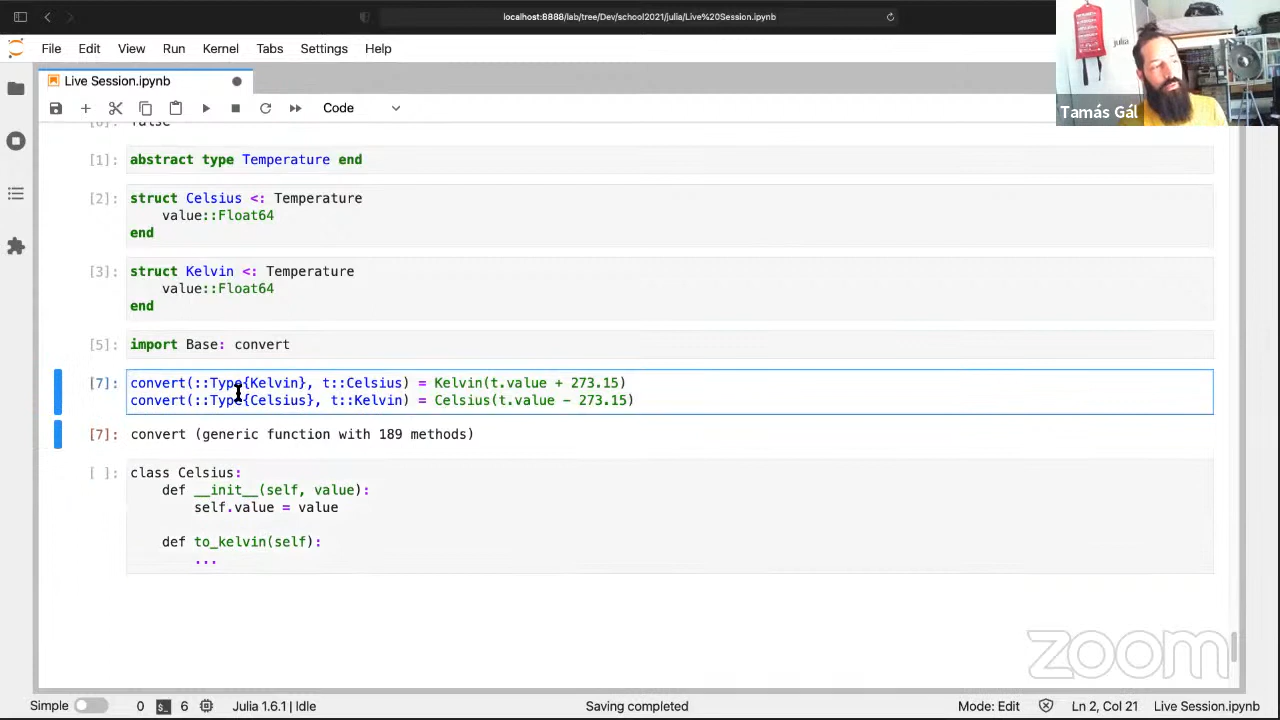 localhost:8888/lab/tree/Dev/school2021/julia/Live%20Session.ipynb
File Edit View Run Kernel Tabs Settings Help
Live Session.ipynb
Code
julia
Tamás Gál
false
[1]: abstract type Temperature end
[2]: struct Celsius <: Temperature
value::Float64
end
[3]: struct Kelvin <: Temperature
value::Float64
end
[5]: import Base: convert
[7]: convert(::Type{Kelvin}, t::Celsius) = Kelvin(t.value + 273.15)
convert(::Type{Celsius}, t::Kelvin) = Celsius(t.value - 273.15)
[7]: convert (generic function with 189 methods)
[ ]: class Celsius:
def __init__(self, value):
self.value = value
def to_kelvin(self):
...
zoom
Simple 0 6 Julia 1.6.1 | Idle Saving completed Mode: Edit Ln 2, Col 21 Live Session.ipynb